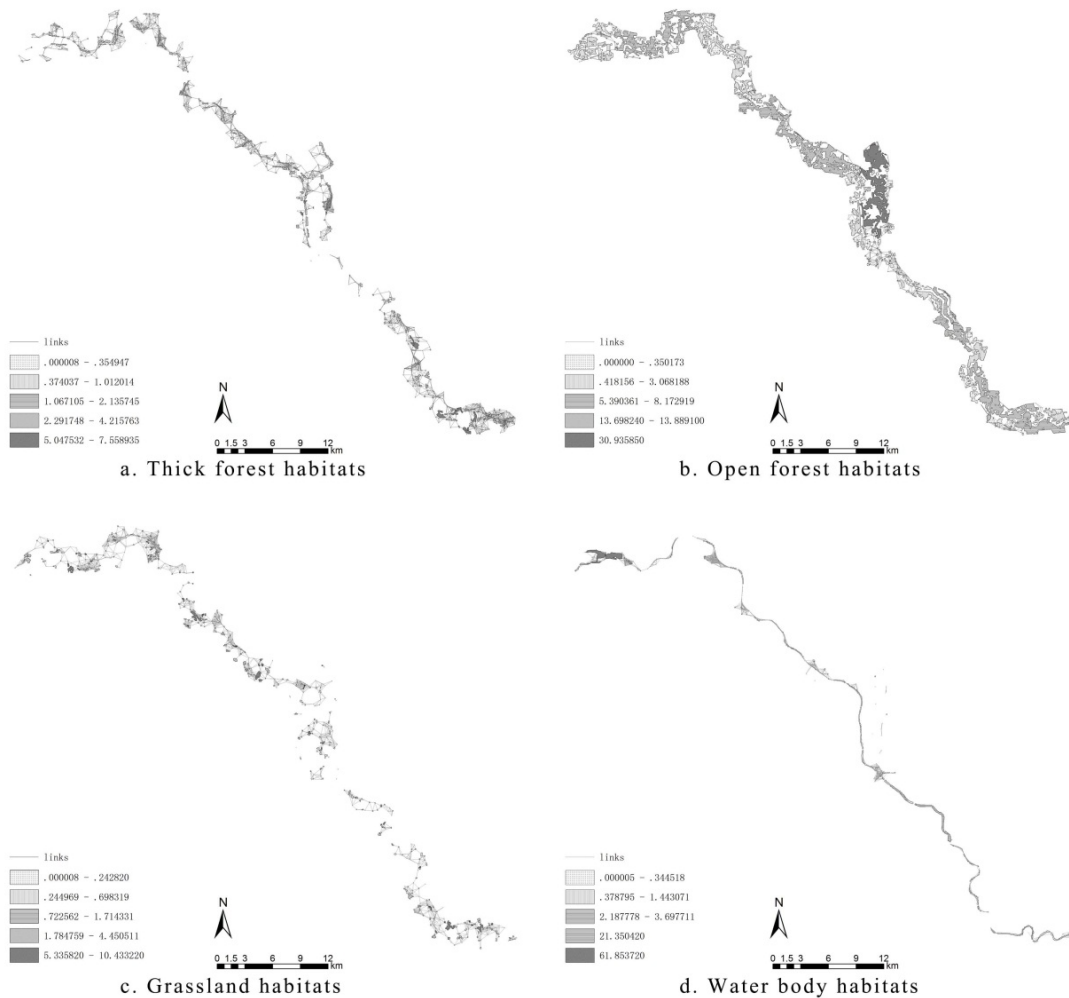 links
.000008 - .354947
.374037 - 1.012014
1.067105 - 2.135745
2.291748 - 4.215763
5.047532 - 7.558935
N
0 1.5 3 6 9 12
km
a. Thick forest habitats
links
.000000 - .350173
.418156 - 3.068188
5.390361 - 8.172919
13.698240 - 13.889100
30.935850
N
0 1.5 3 6 9 12
km
b. Open forest habitats
links
.000008 - .242820
.244969 - .698319
.722562 - 1.714331
1.784759 - 4.450511
5.335820 - 10.433220
N
0 1.5 3 6 9 12
km
c. Grassland habitats
links
.000005 - .344518
.378795 - 1.443071
2.187778 - 3.697711
21.350420
61.853720
N
0 1.5 3 6 9 12
km
d. Water body habitats